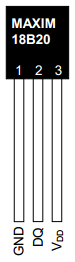 MAXIM
18B20
1 2 3
GND DQ VDD